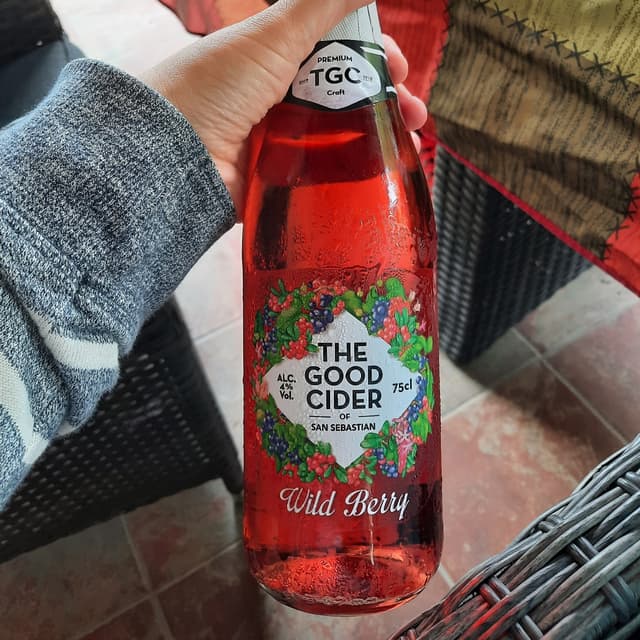 PREMIUM
TGC
Craft
THE
GOOD
CIDER
OF
SAN SEBASTIAN
ALC.
4%
Vol.
75cl
Wild Berry